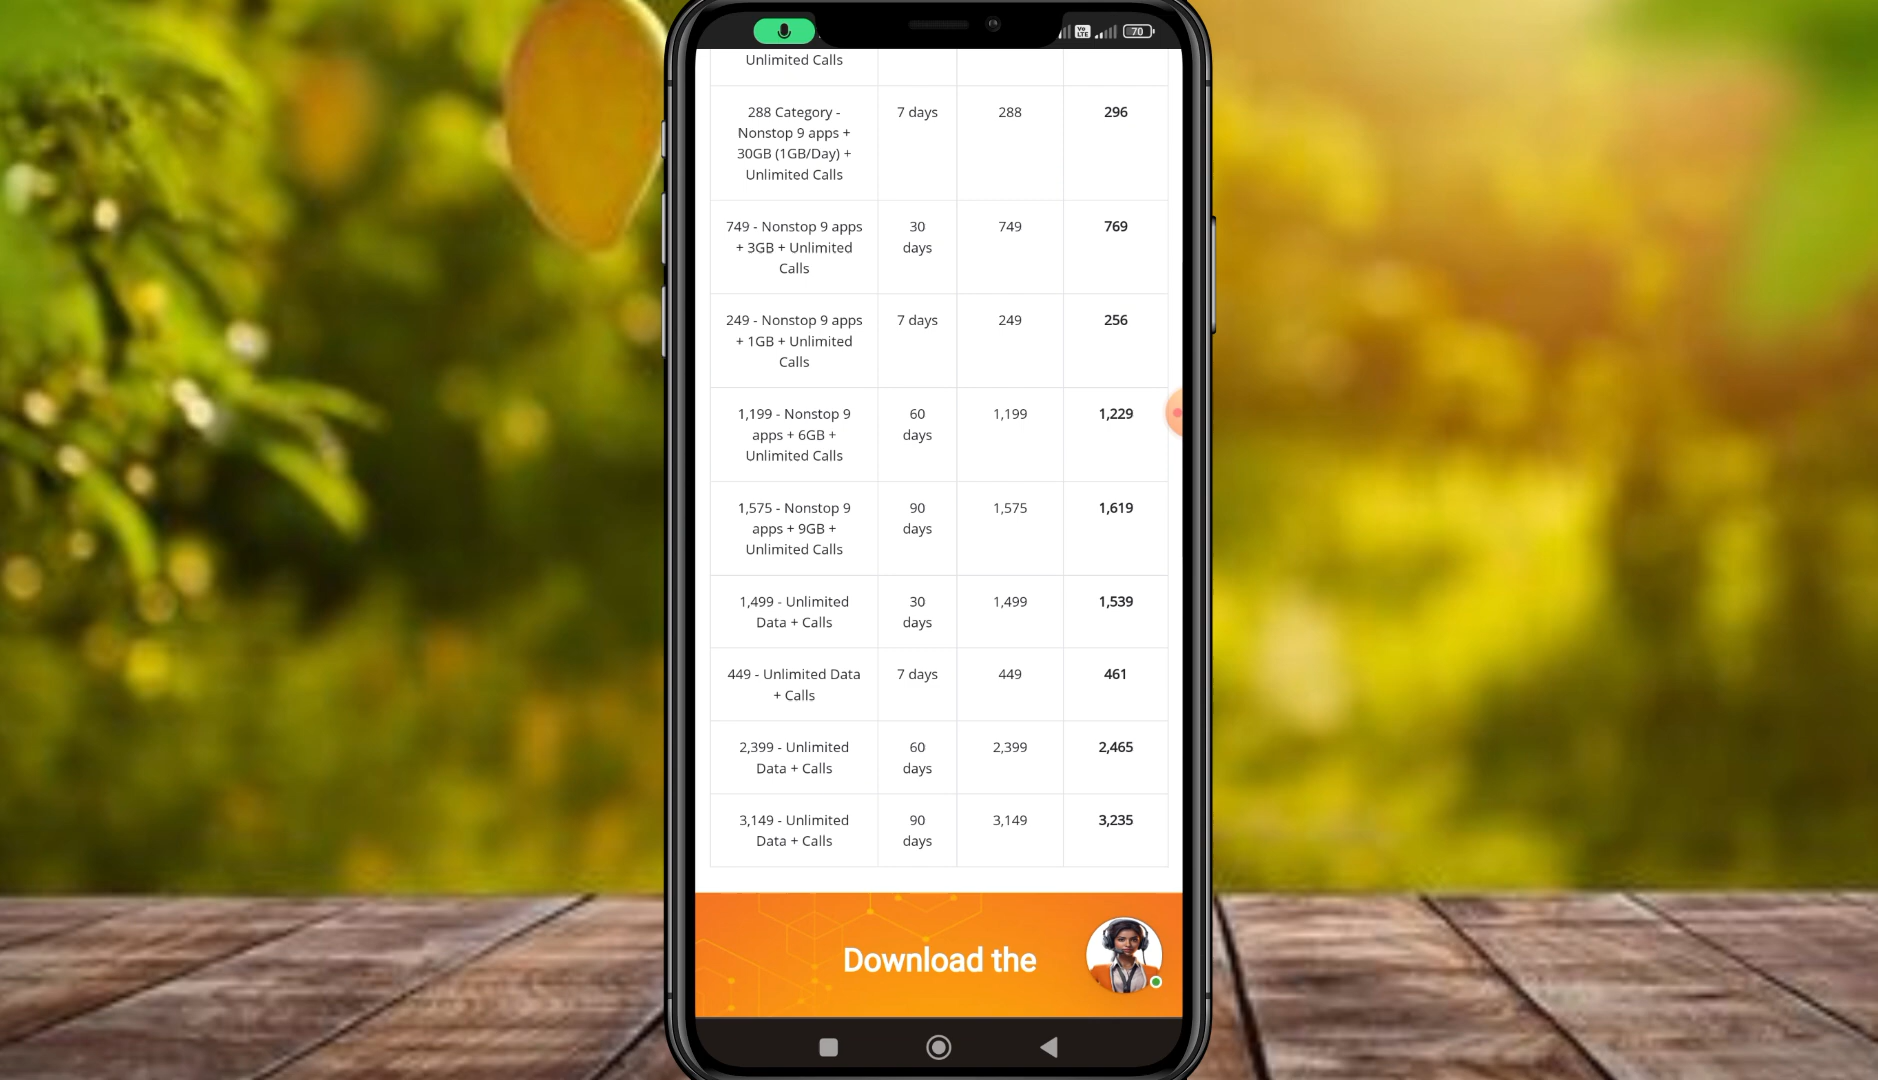 70
Unlimited Calls
288 Category - 7 days 288 296
Nonstop 9 apps +
30GB (1GB/Day) +
Unlimited Calls
749 - Nonstop 9 apps 30 749 769
+ 3GB + Unlimited days
Calls
249 - Nonstop 9 apps 7 days 249 256
+ 1GB + Unlimited
Calls
1,199 - Nonstop 9 60 1,199 1,229
apps + 6GB + days
Unlimited Calls
1,575 - Nonstop 9 90 1,575 1,619
apps + 9GB + days
Unlimited Calls
1,499 - Unlimited 30 1,499 1,539
Data + Calls days
449 - Unlimited Data 7 days 449 461
+ Calls
2,399 - Unlimited 60 2,399 2,465
Data + Calls days
3,149 - Unlimited 90 3,149 3,235
Data + Calls days
Download the